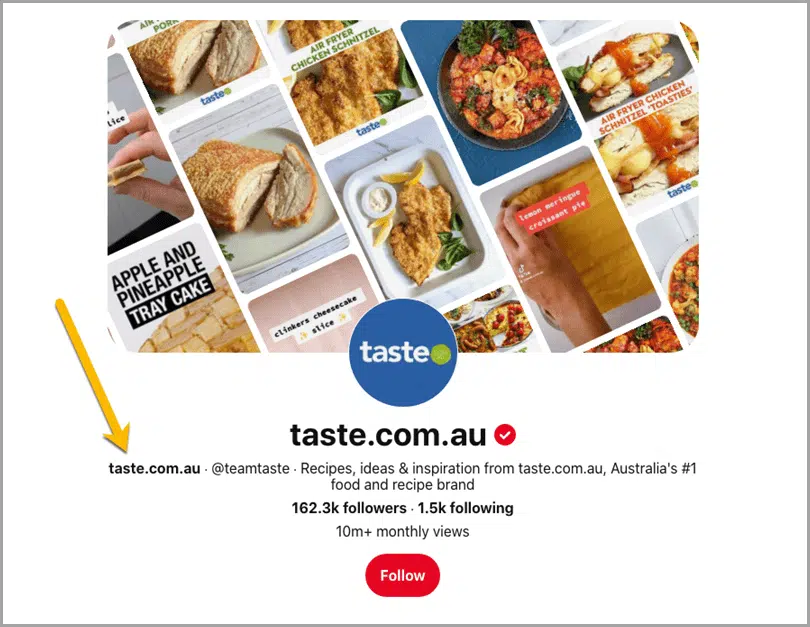 AIR FRYER
PORK
taste
slice
AIR FRYER
CHICKEN SCHNITZEL
taste
AIR FRYER CHICKEN
SCHNITZEL 'TOASTIES'
taste
lemon meringue
croissant pie
TikTok
APPLE AND
PINEAPPLE
TRAY CAKE
clinkers cheesecake
✨ slice ✨
taste
taste.com.au
taste.com.au · @teamtaste · Recipes, ideas & inspiration from taste.com.au, Australia's #1
food and recipe brand
162.3k followers · 1.5k following
10m+ monthly views
Follow